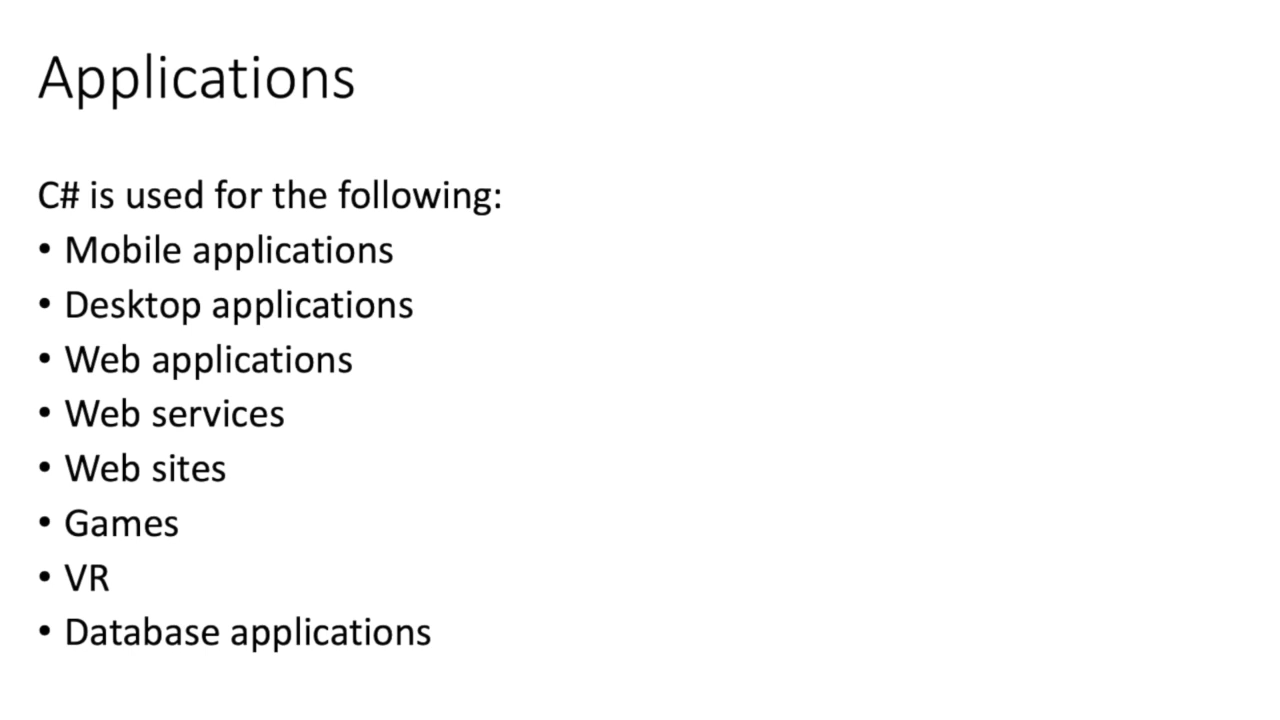 Applications
C# is used for the following:
• Mobile applications
• Desktop applications
• Web applications
• Web services
• Web sites
• Games
• VR
• Database applications